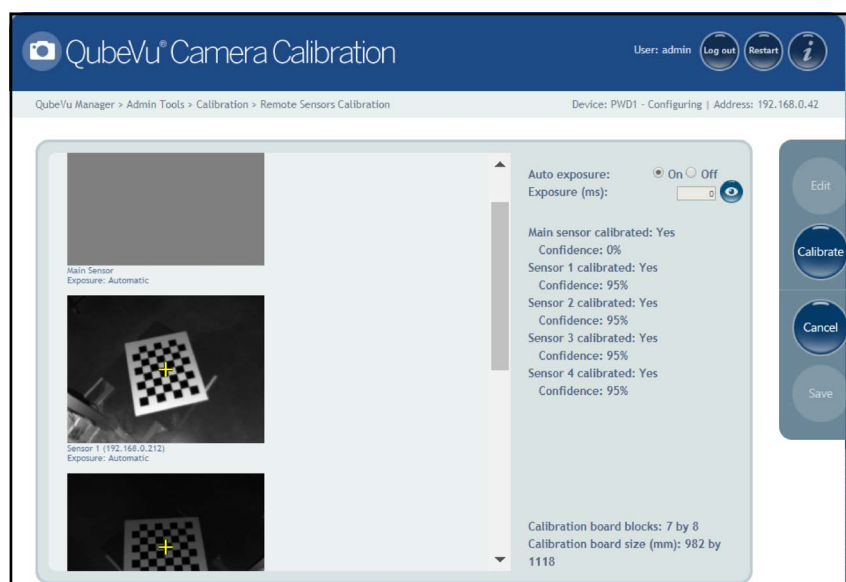 QubeVu® Camera Calibration
User: admin
Log out
Restart
i
QubeVu Manager > Admin Tools > Calibration > Remote Sensors Calibration
Device: PWD1 - Configuring | Address: 192.168.0.42
Main Sensor
Exposure: Automatic
Sensor 1 (192.168.0.212)
Exposure: Automatic
Auto exposure: On Off
Exposure (ms): 0
Main sensor calibrated: Yes
Confidence: 0%
Sensor 1 calibrated: Yes
Confidence: 95%
Sensor 2 calibrated: Yes
Confidence: 95%
Sensor 3 calibrated: Yes
Confidence: 95%
Sensor 4 calibrated: Yes
Confidence: 95%
Calibration board blocks: 7 by 8
Calibration board size (mm): 982 by
1118
Edit
Calibrate
Cancel
Save